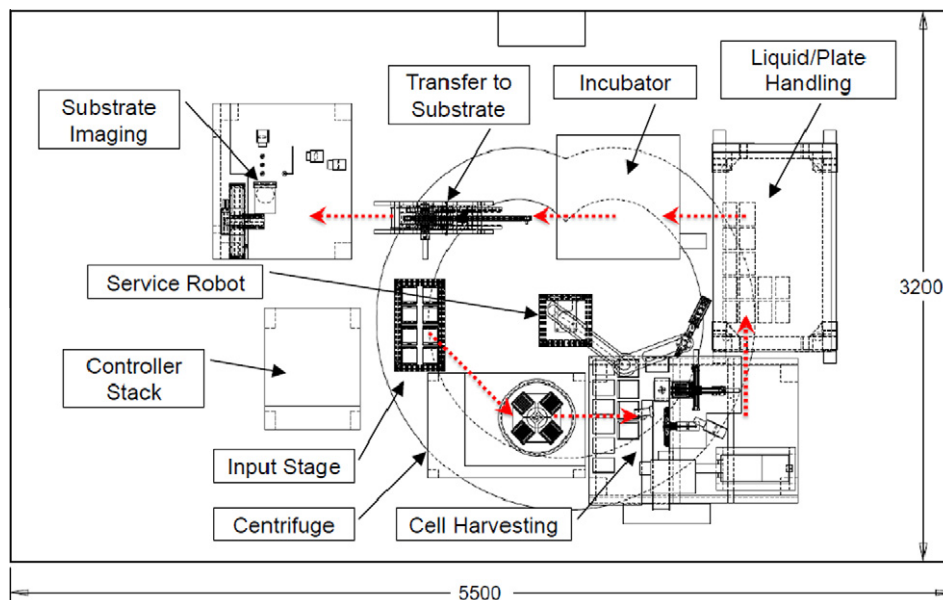 Liquid/Plate
Handling
Transfer to
Substrate
Incubator
Substrate
Imaging
Service Robot
3200
Controller
Stack
Input Stage
Centrifuge
Cell Harvesting
5500